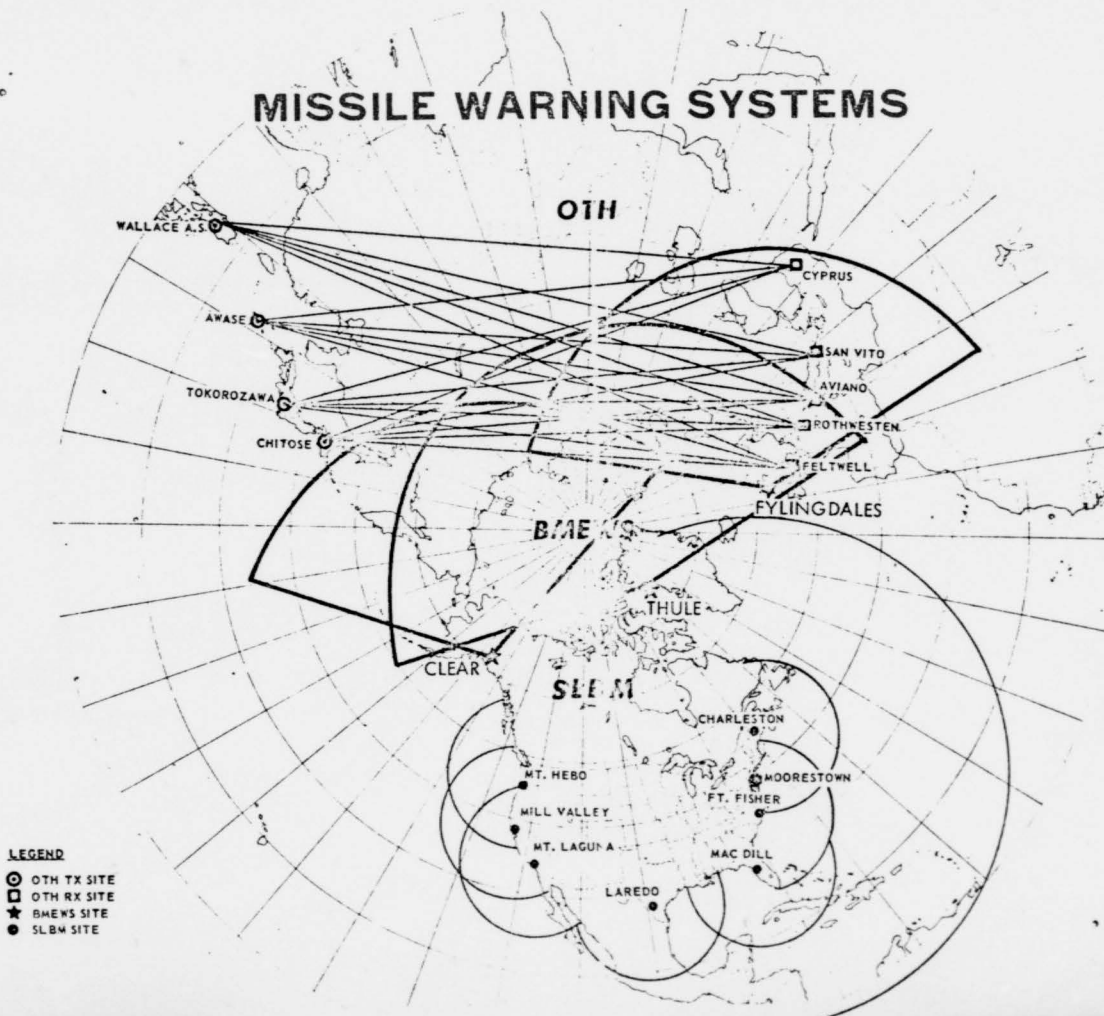 MISSILE WARNING SYSTEMS
OTH
WALLACE A.S.
CYPRUS
AWASE
SAN VITO
AVIANO
TOKOROZAWA
ROTHWESTEN
CHITOSE
FELTWELL
FYLINGDALES
BMEWS
THULE
CLEAR
SLBM
CHARLESTON
MT. HEBO
MOORESTOWN
FT. FISHER
MILL VALLEY
MT. LAGUNA
MAC DILL
LAREDO
LEGEND
OTH TX SITE
OTH RX SITE
BMEWS SITE
SLBM SITE